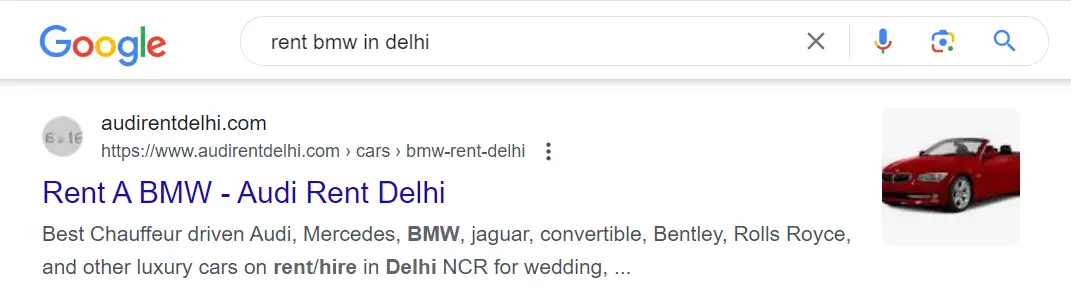 Google
rent bmw in delhi
audirentdelhi.com
https://www.audirentdelhi.com › cars › bmw-rent-delhi
Rent A BMW - Audi Rent Delhi
Best Chauffeur driven Audi, Mercedes, BMW, jaguar, convertible, Bentley, Rolls Royce,
and other luxury cars on rent/hire in Delhi NCR for wedding, ...